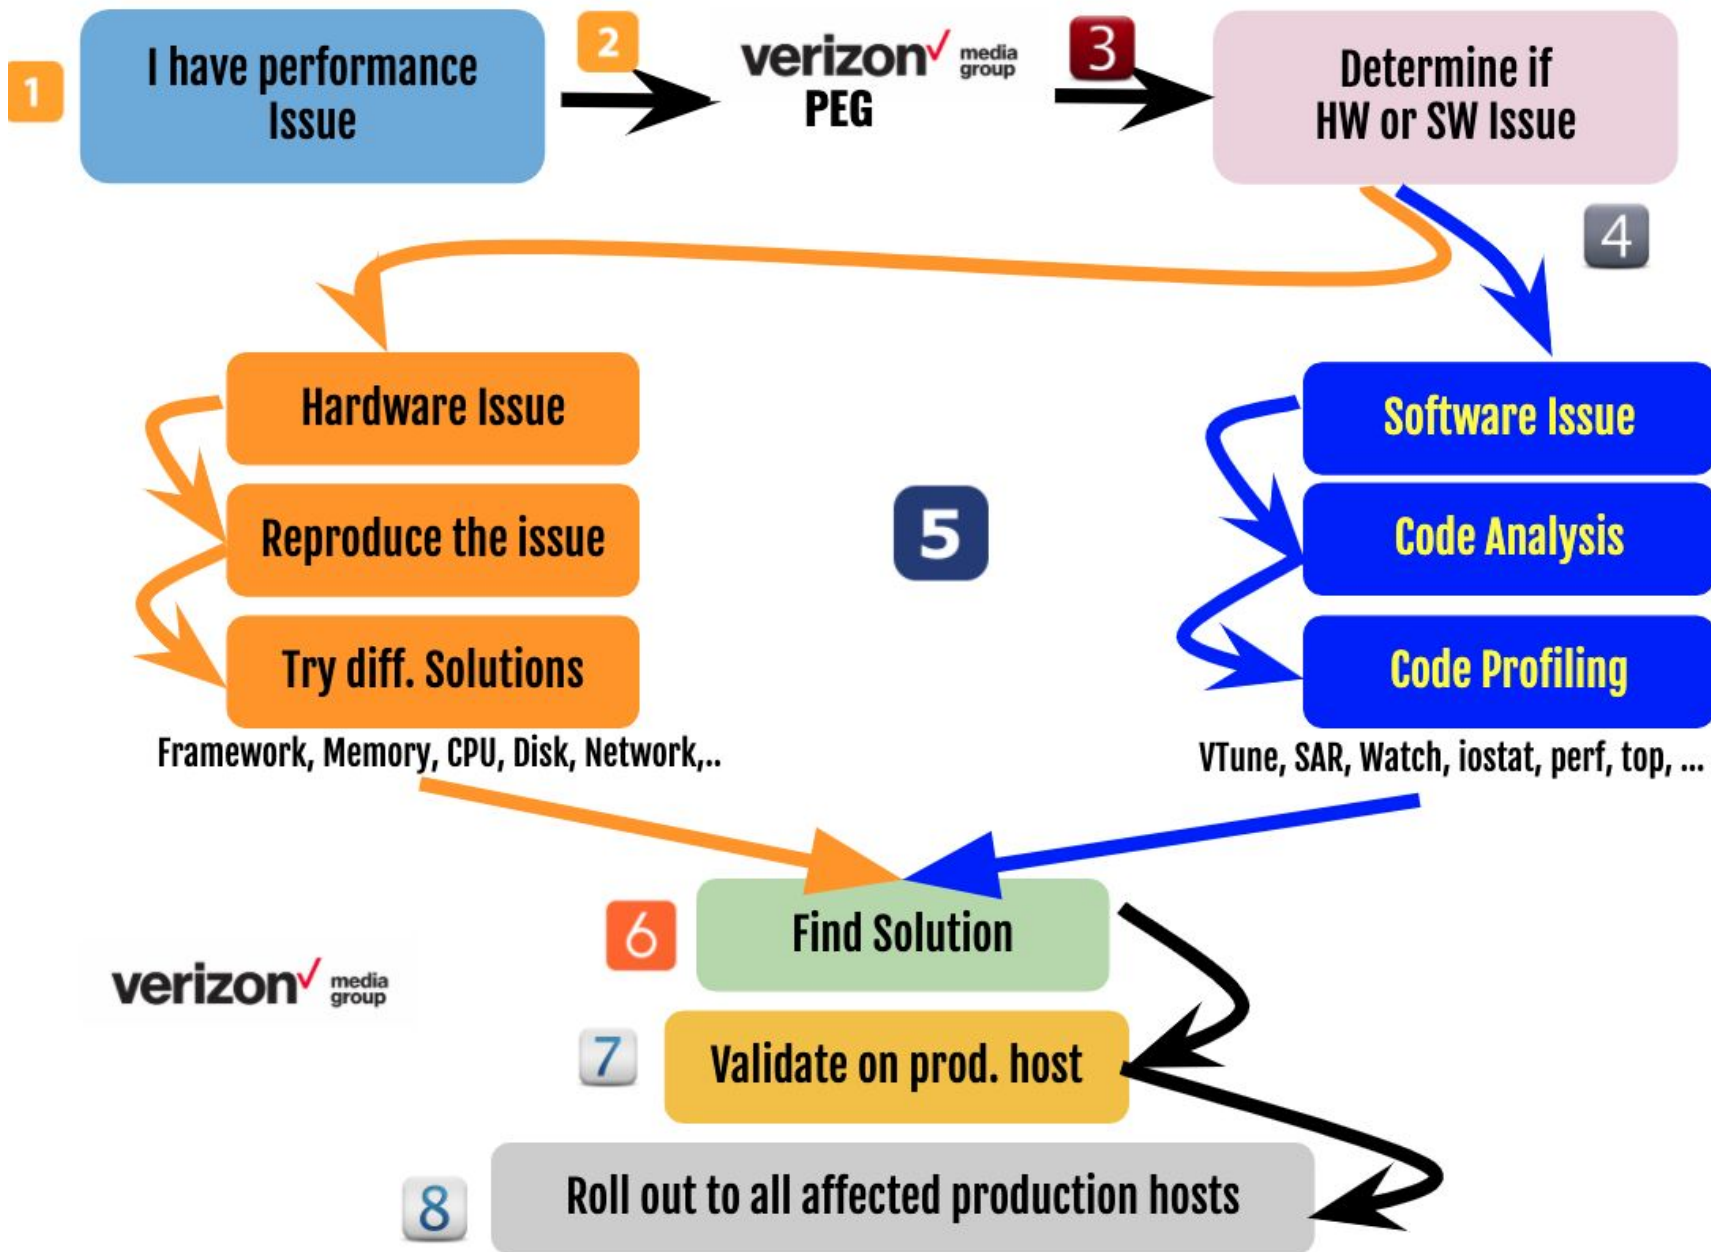 1
I have performance
Issue
2
verizon media
group
PEG
3
Determine if
HW or SW Issue
4
Hardware Issue
Reproduce the issue
Try diff. Solutions
Framework, Memory, CPU, Disk, Network,..
5
Software Issue
Code Analysis
Code Profiling
VTune, SAR, Watch, iostat, perf, top, ...
6
Find Solution
verizon media
group
7
Validate on prod. host
8
Roll out to all affected production hosts